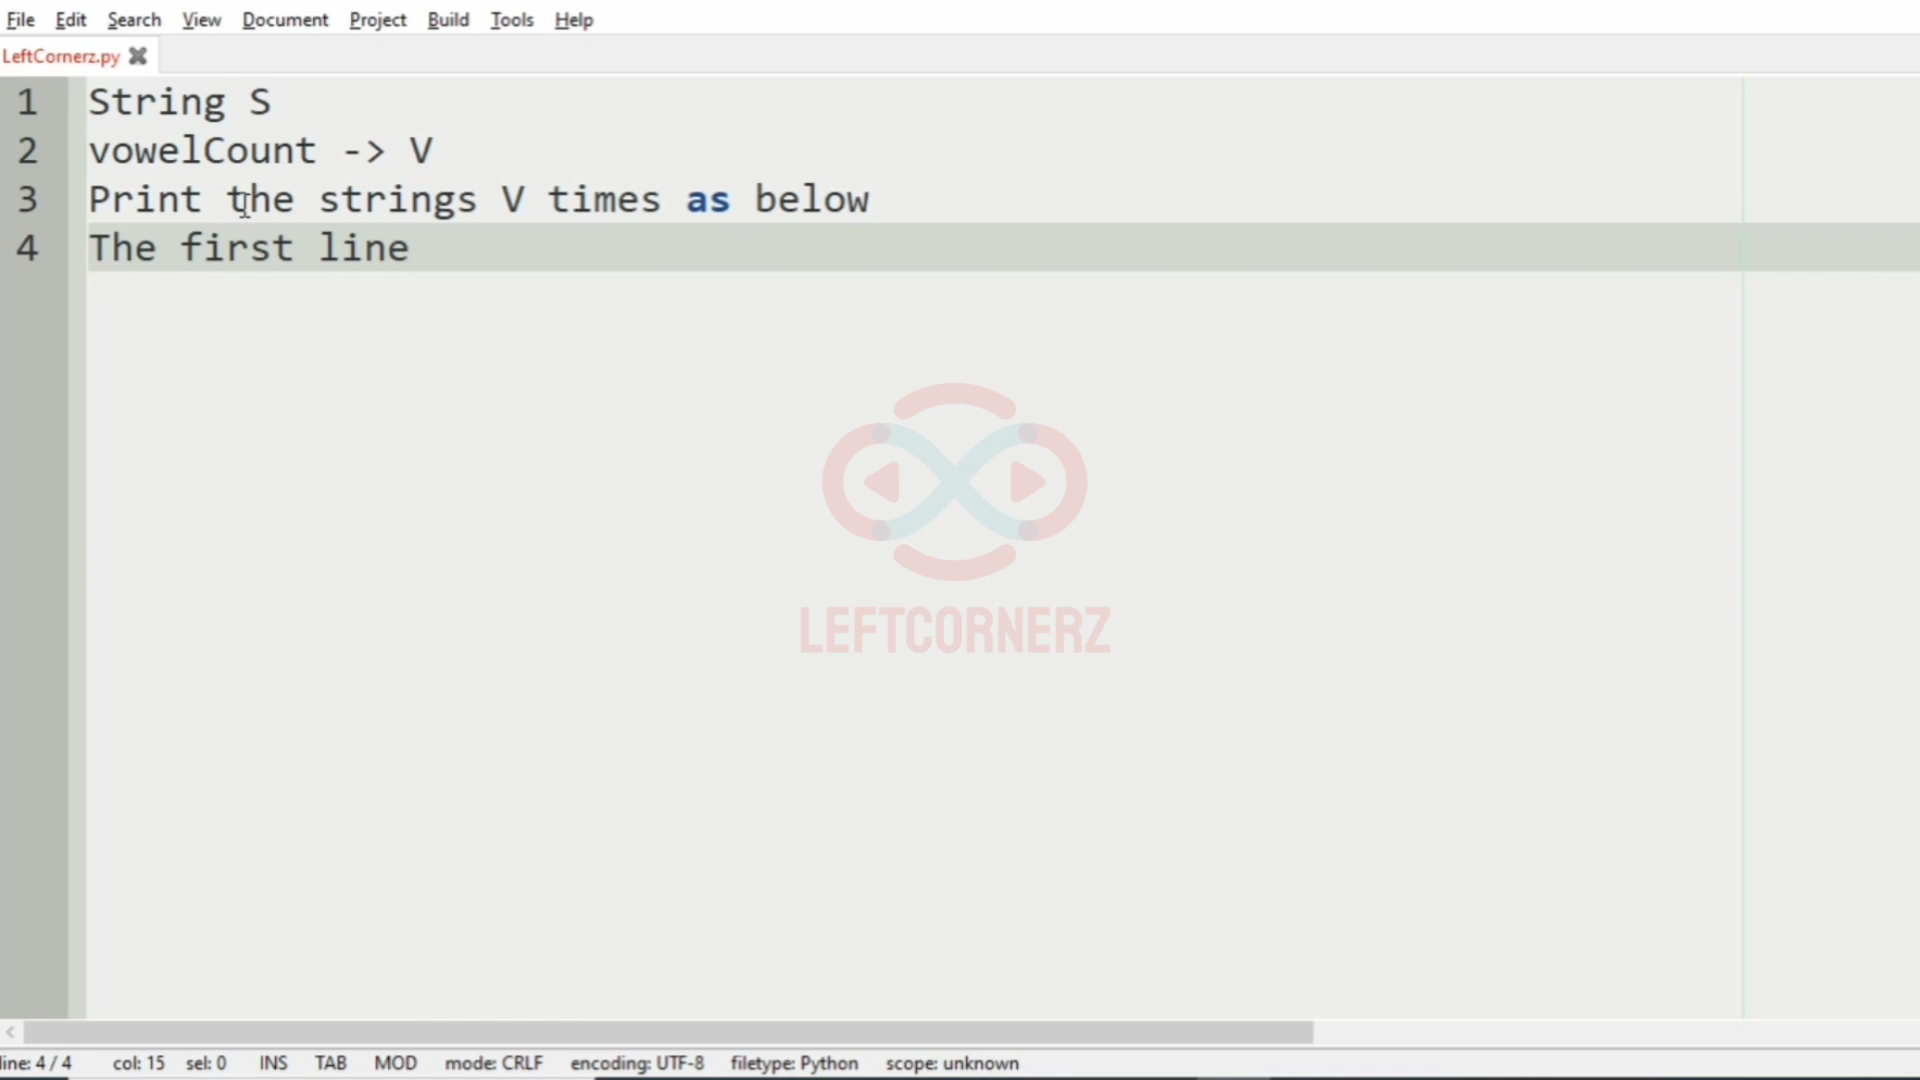 File Edit Search View Document Project Build Tools Help
LeftCornerz.py
1 String S
2 vowelCount -> V
3 Print the strings V times as below
4 The first line
LEFTCORNERZ
line: 4 / 4 col: 15 sel: 0 INS TAB MOD mode: CRLF encoding: UTF-8 filetype: Python scope: unknown